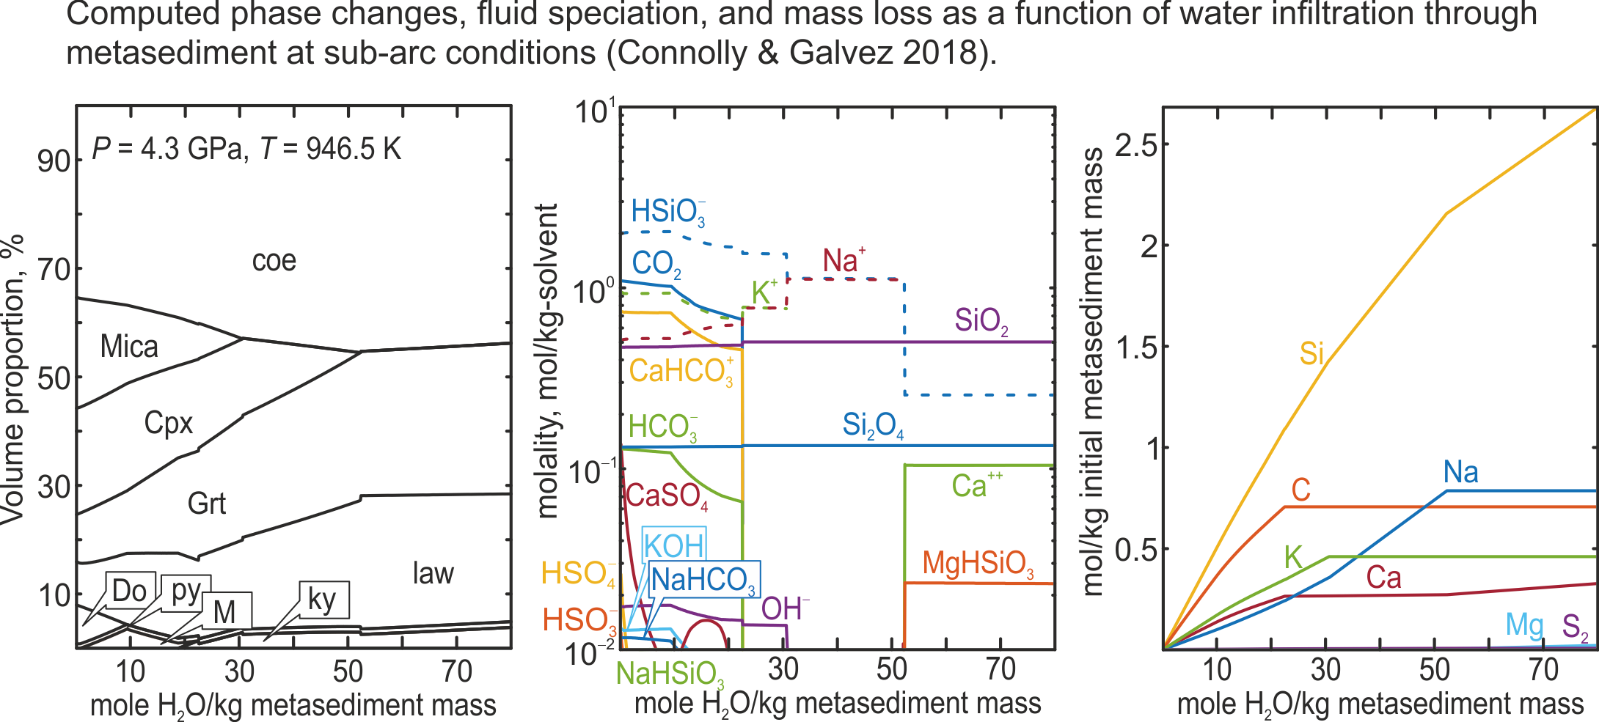 Computed phase changes, fluid speciation, and mass loss as a function of water infiltration through
metasediment at sub-arc conditions (Connolly & Galvez 2018).
P = 4.3 GPa, T = 946.5 K
Volume proportion, %
90
70
50
30
10
coe
Mica
Cpx
Grt
law
Do
py
M
ky
10
30
50
70
mole H₂O/kg metasediment mass
molality, mol/kg-solvent
10¹
10⁰
10⁻¹
10⁻²
HSiO₃⁻
CO₂
K⁺
Na⁺
SiO₂
CaHCO₃⁺
HCO₃⁻
Si₂O₄
CaSO₄
Ca⁺⁺
KOH
NaHCO₃
MgHSiO₃
HSO₄⁻
HSO₃⁻
OH⁻
NaHSiO₃
30
50
70
mole H₂O/kg metasediment mass
mol/kg initial metasediment mass
2.5
2
1.5
1
0.5
Si
C
Na
K
Ca
Mg
S₂
10
30
50
70
mole H₂O/kg metasediment mass